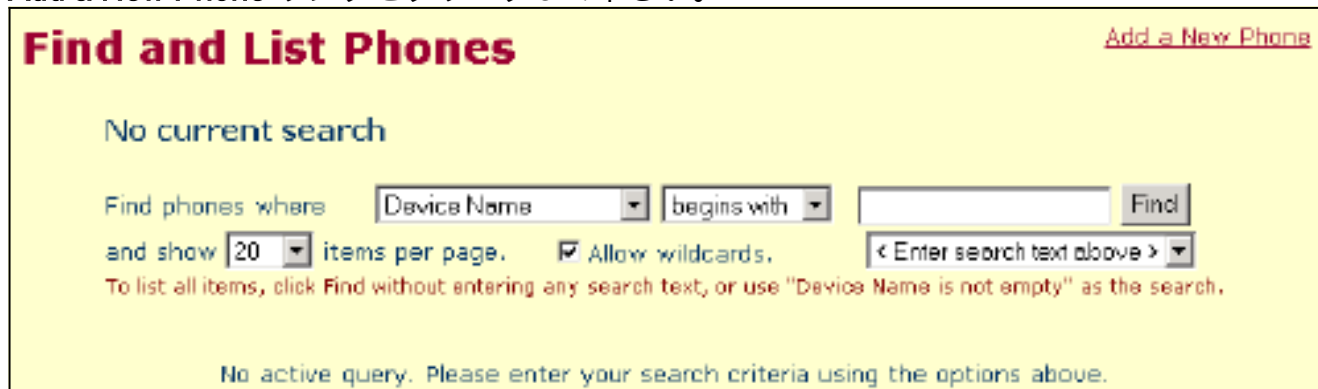 Find and List Phones
Add a New Phone
No current search
Find phones where Device Name begins with Find
and show 20 items per page. Allow wildcards. < Enter search text above >
To list all items, click Find without entering any search text, or use "Device Name is not empty" as the search.
No active query. Please enter your search criteria using the options above.